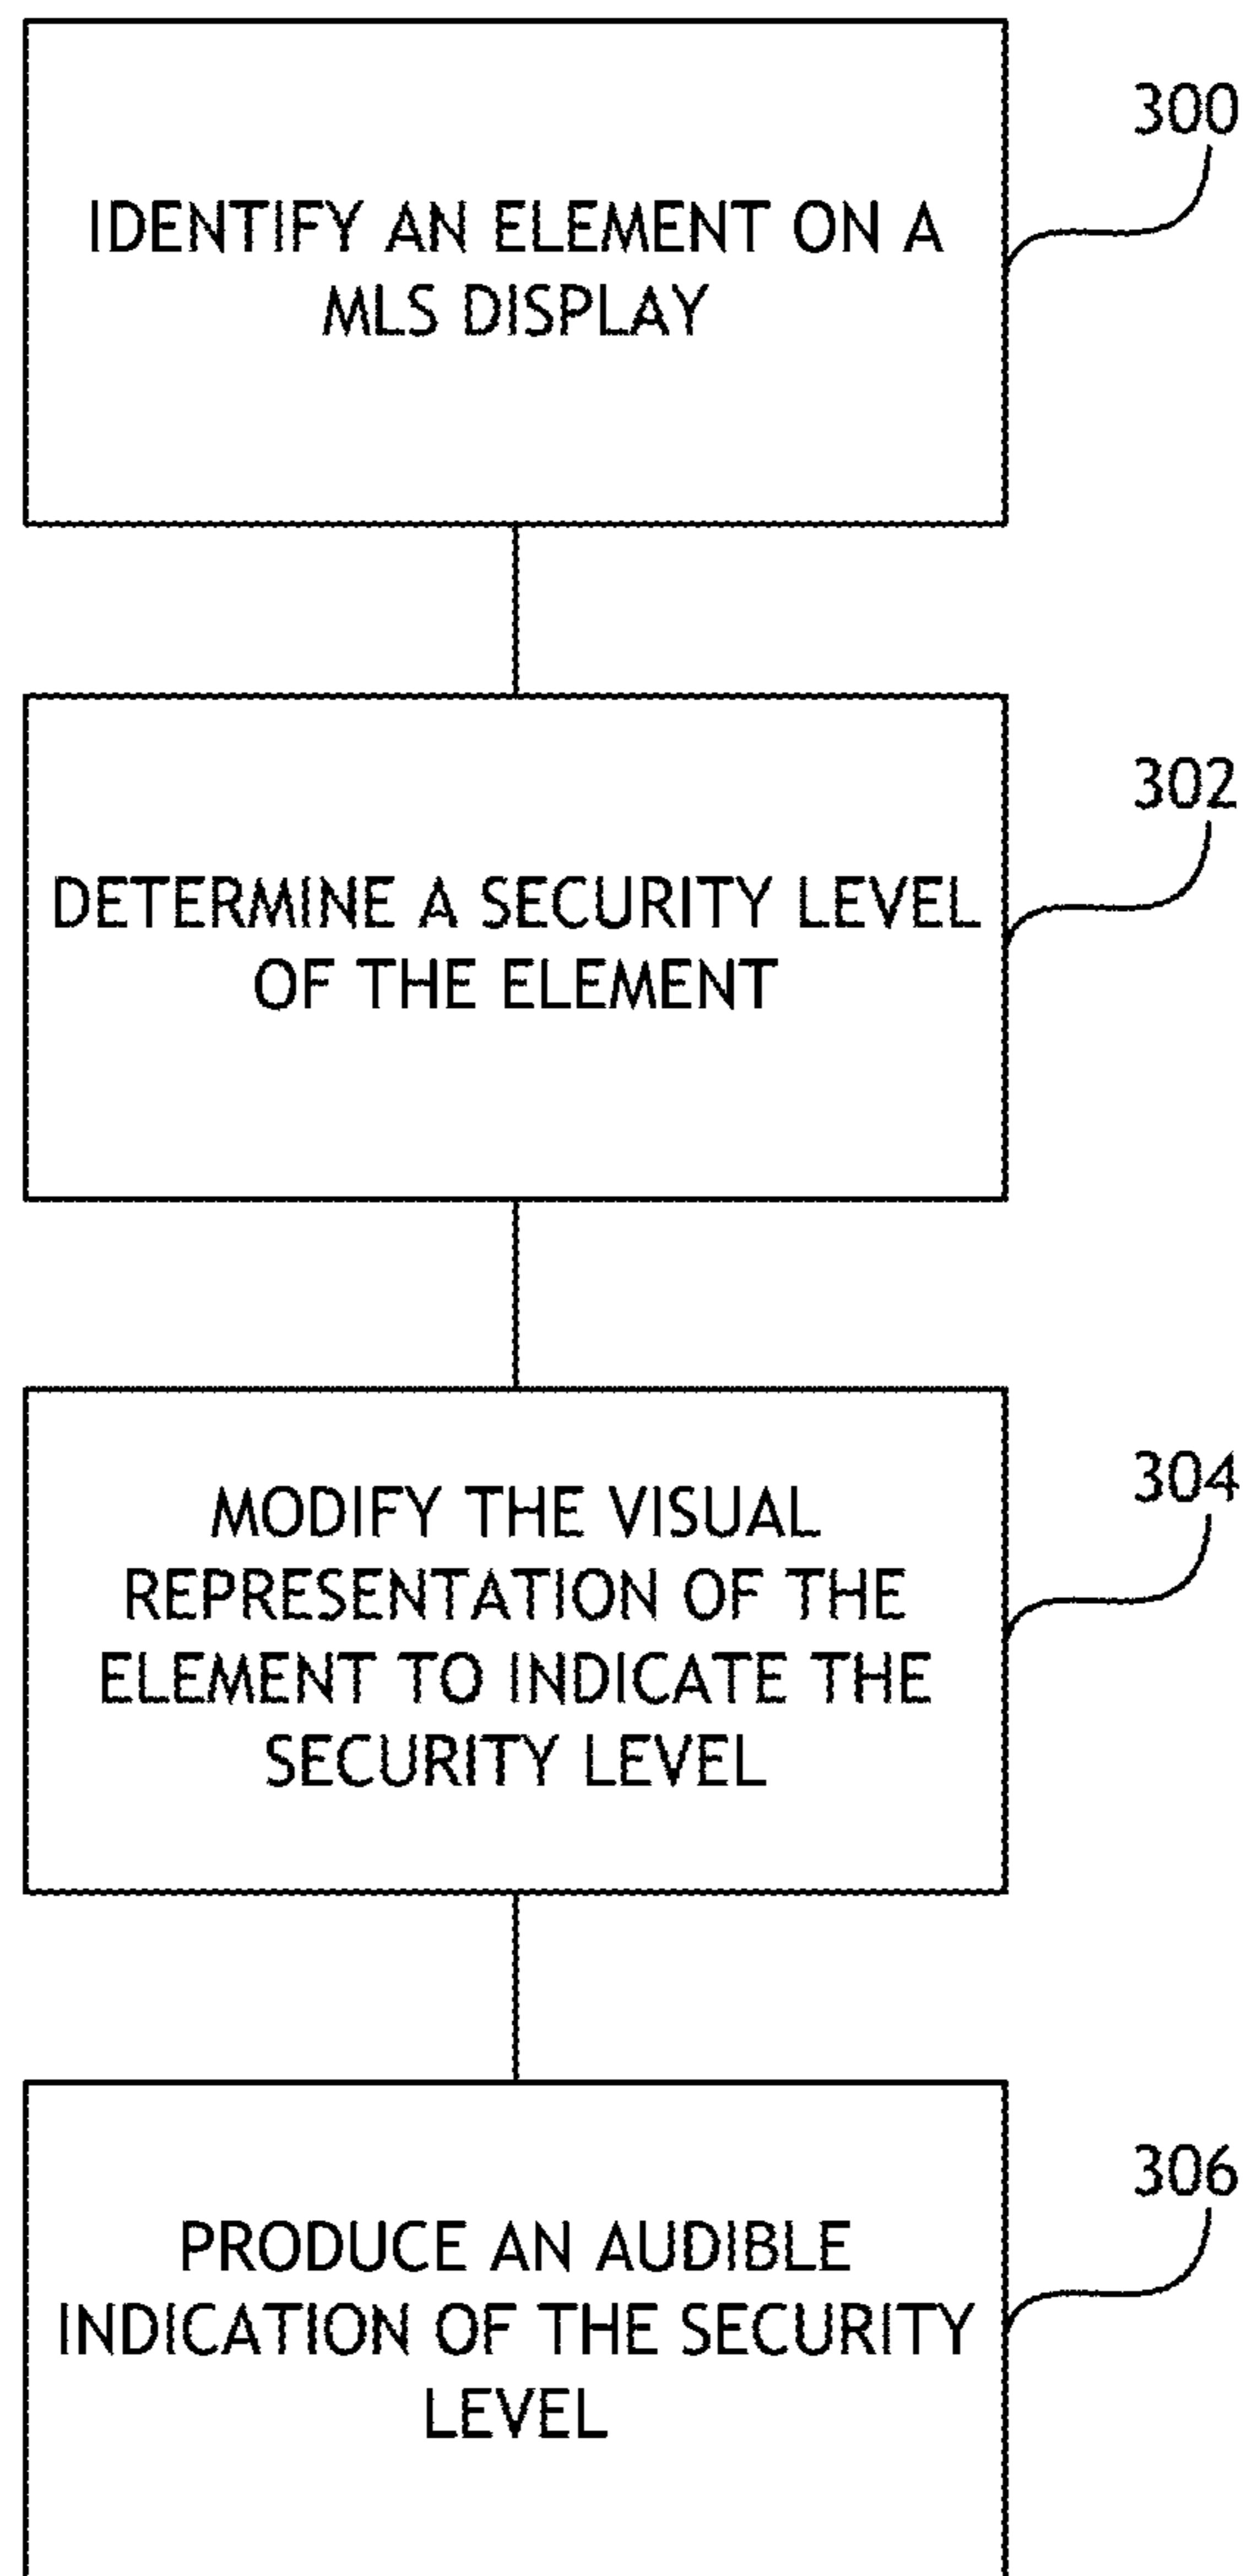 300
IDENTIFY AN ELEMENT ON A
MLS DISPLAY
302
DETERMINE A SECURITY LEVEL
OF THE ELEMENT
304
MODIFY THE VISUAL
REPRESENTATION OF THE
ELEMENT TO INDICATE THE
SECURITY LEVEL
306
PRODUCE AN AUDIBLE
INDICATION OF THE SECURITY
LEVEL